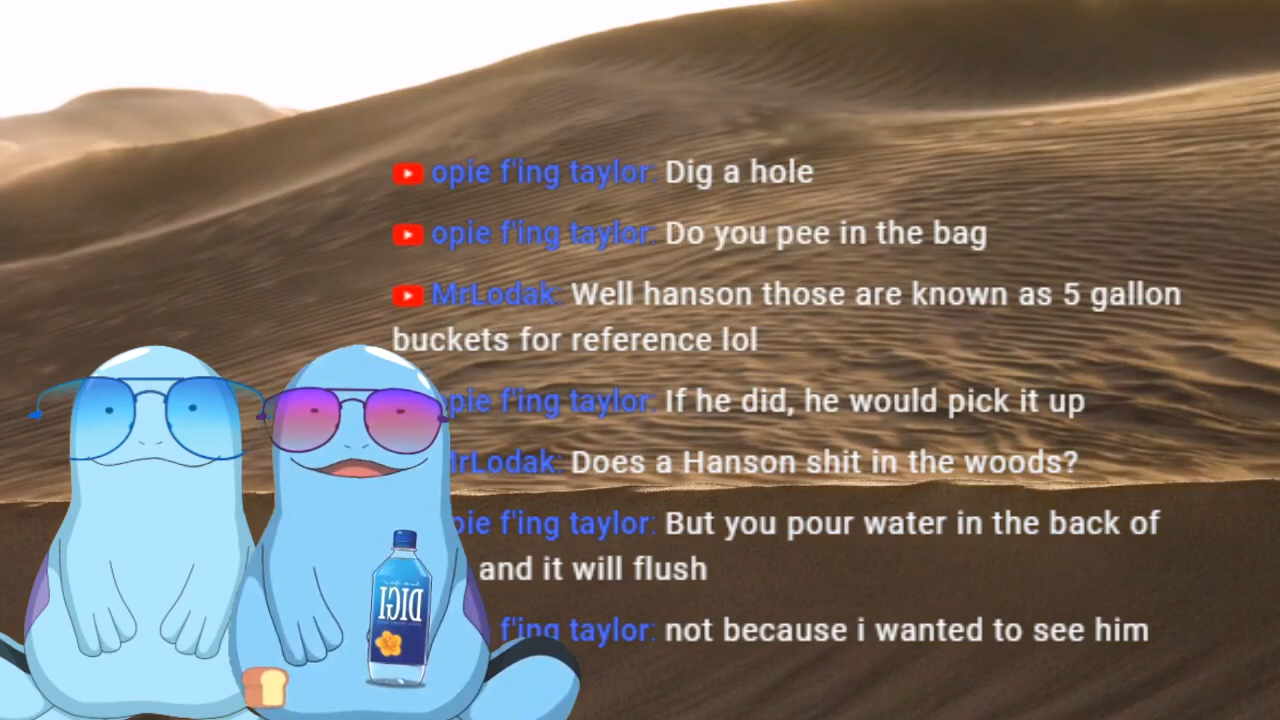 opie f'ing taylor: Dig a hole
opie f'ing taylor: Do you pee in the bag
MrLodak: Well hanson those are known as 5 gallon
buckets for reference lol
pie f'ing taylor: If he did, he would pick it up
rLodak: Does a Hanson shit in the woods?
pie f'ing taylor: But you pour water in the back of
and it will flush
f'ing taylor: not because i wanted to see him
DIGI